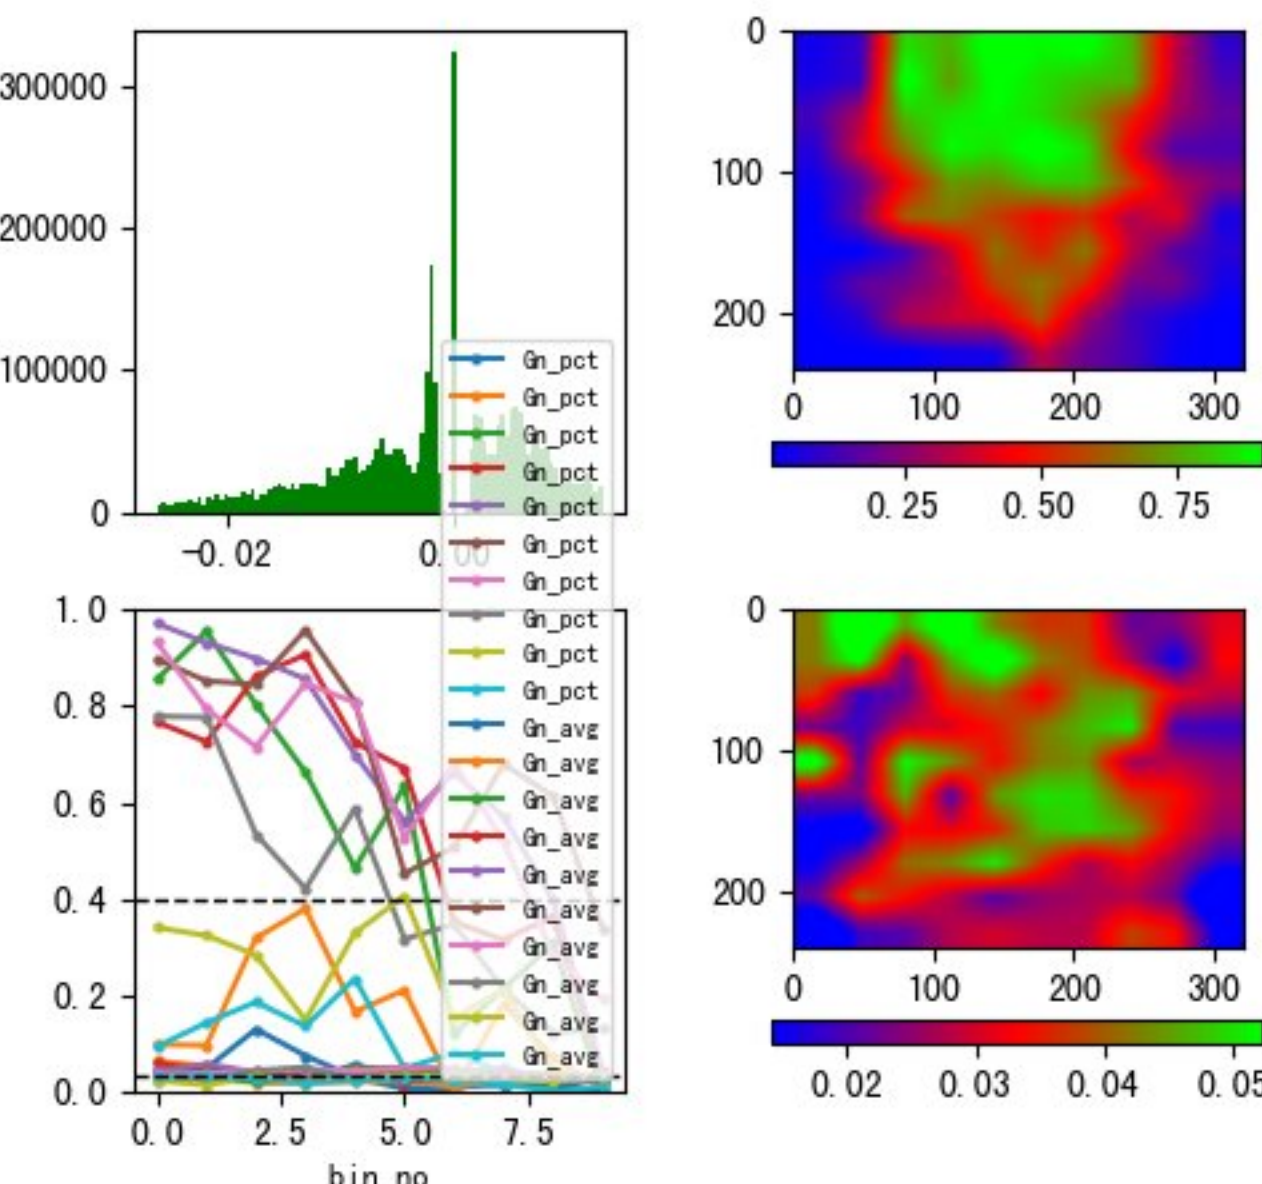 300000
200000
100000
0
-0.02 0.00
Gn_pct
Gn_pct
Gn_pct
Gn_pct
Gn_pct
Gn_pct
Gn_pct
Gn_pct
Gn_pct
Gn_pct
Gn_avg
Gn_avg
Gn_avg
Gn_avg
Gn_avg
Gn_avg
Gn_avg
Gn_avg
Gn_avg
Gn_avg
1.0
0.8
0.6
0.4
0.2
0.0
0.0 2.5 5.0 7.5
bin_no
0
100
200
0 100 200 300
0.25 0.50 0.75
0
100
200
0 100 200 300
0.02 0.03 0.04 0.05